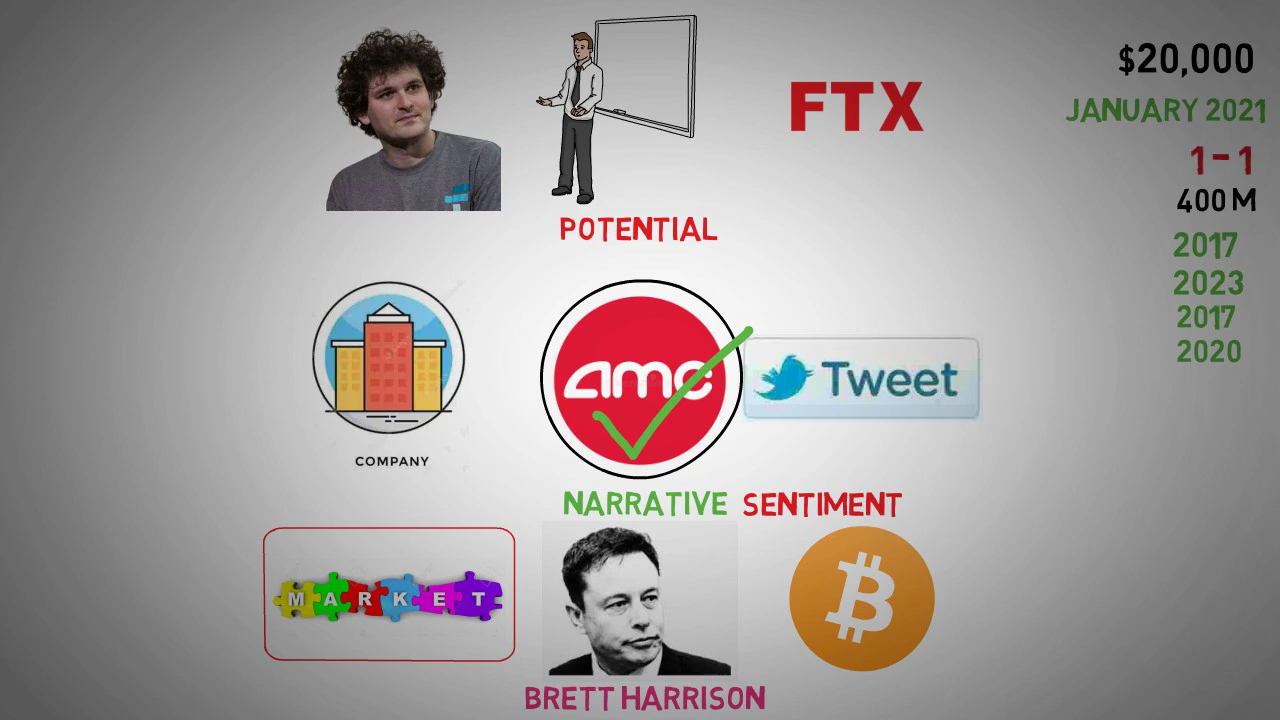 FTX
$20,000
JANUARY 2021
1-1
400 M
POTENTIAL
2017
2023
2017
2020
amc
Tweet
COMPANY
NARRATIVE SENTIMENT
MARKET
BRETT HARRISON